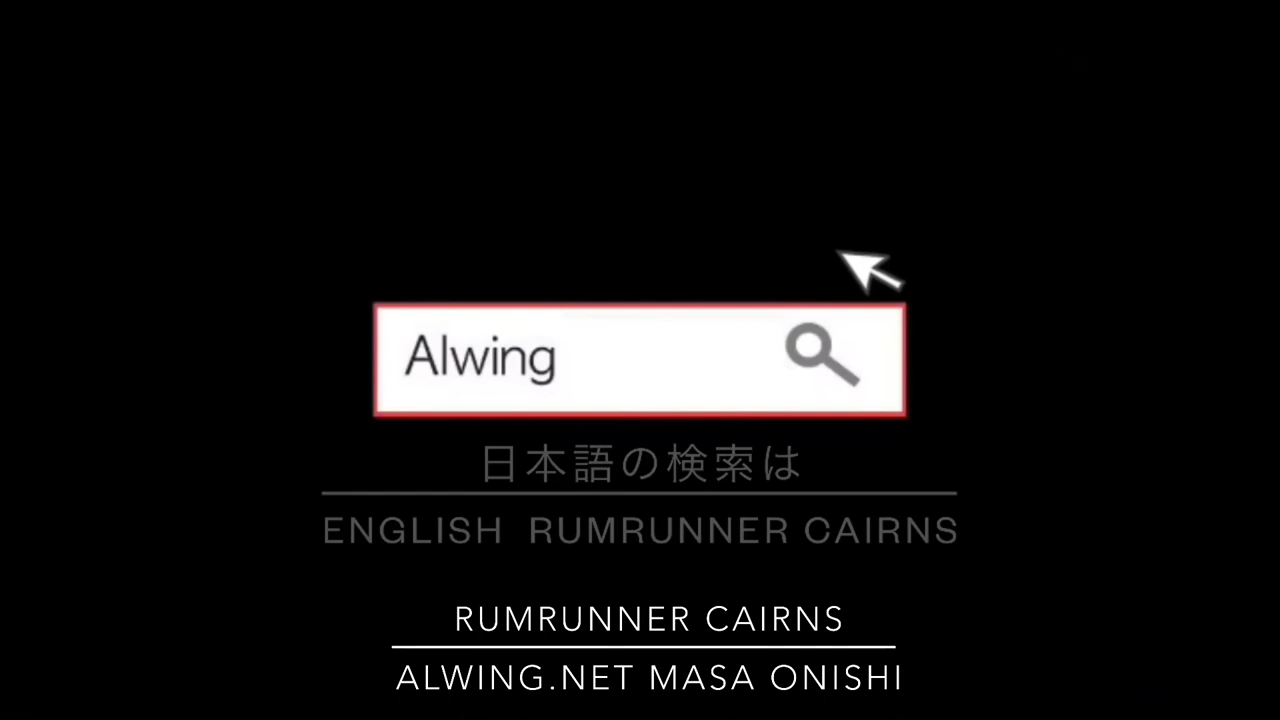 Alwing
日本語の検索は
ENGLISH RUMRUNNER CAIRNS
RUMRUNNER CAIRNS
ALWING.NET MASA ONISHI